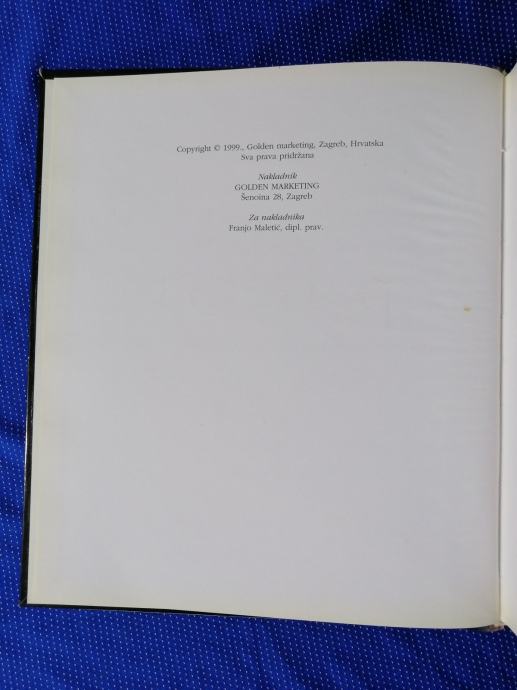 Copyright © 1999., Golden marketing, Zagreb, Hrvatska
Sva prava pridržana
Nakladnik
GOLDEN MARKETING
Šenoina 28, Zagreb
Za nakladnika
Franjo Maletić, dipl. prav.